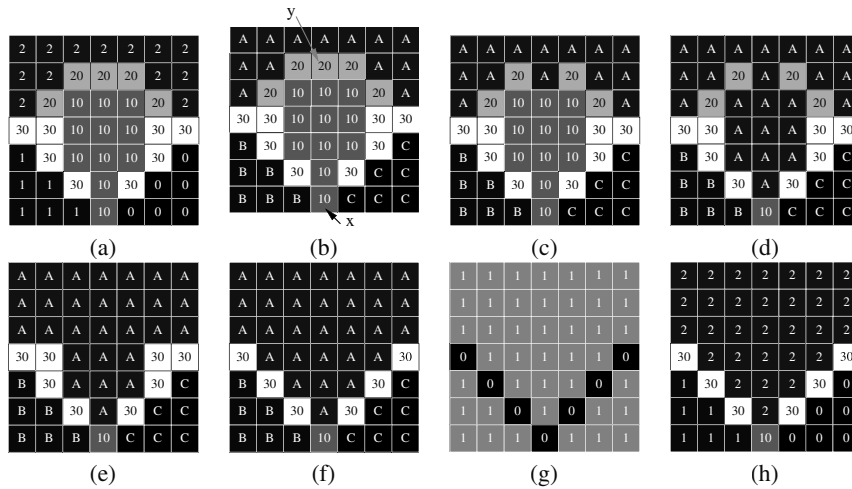 2 2 2 2 2 2 2
2 2 20 20 20 2 2
2 20 10 10 10 20 2
30 30 10 10 10 30 30
1 30 10 10 10 30 0
1 1 30 10 30 0 0
1 1 1 10 0 0 0
(a)
y
A A A A A A A
A A 20 20 20 A A
A 20 10 10 10 20 A
30 30 10 10 10 30 30
B 30 10 10 10 30 C
B B 30 10 30 C C
B B B 10 C C C
x
(b)
A A A A A A A
A A 20 A 20 A A
A 20 10 10 10 20 A
30 30 10 10 10 30 30
B 30 10 10 10 30 C
B B 30 10 30 C C
B B B 10 C C C
(c)
A A A A A A A
A A 20 A 20 A A
A 20 A A A 20 A
30 30 A A A 30 30
B 30 A A A 30 C
B B 30 A 30 C C
B B B 10 C C C
(d)
A A A A A A A
A A A A A A A
A A A A A A A
30 30 A A A 30 30
B 30 A A A 30 C
B B 30 A 30 C C
B B B 10 C C C
(e)
A A A A A A A
A A A A A A A
A A A A A A A
30 A A A A A 30
B 30 A A A 30 C
B B 30 A 30 C C
B B B 10 C C C
(f)
1 1 1 1 1 1 1
1 1 1 1 1 1 1
1 1 1 1 1 1 1
0 1 1 1 1 1 0
1 0 1 1 1 0 1
1 1 0 1 0 1 1
1 1 1 0 1 1 1
(g)
2 2 2 2 2 2 2
2 2 2 2 2 2 2
2 2 2 2 2 2 2
30 2 2 2 2 2 30
1 30 2 2 2 30 0
1 1 30 2 30 0 0
1 1 1 10 0 0 0
(h)